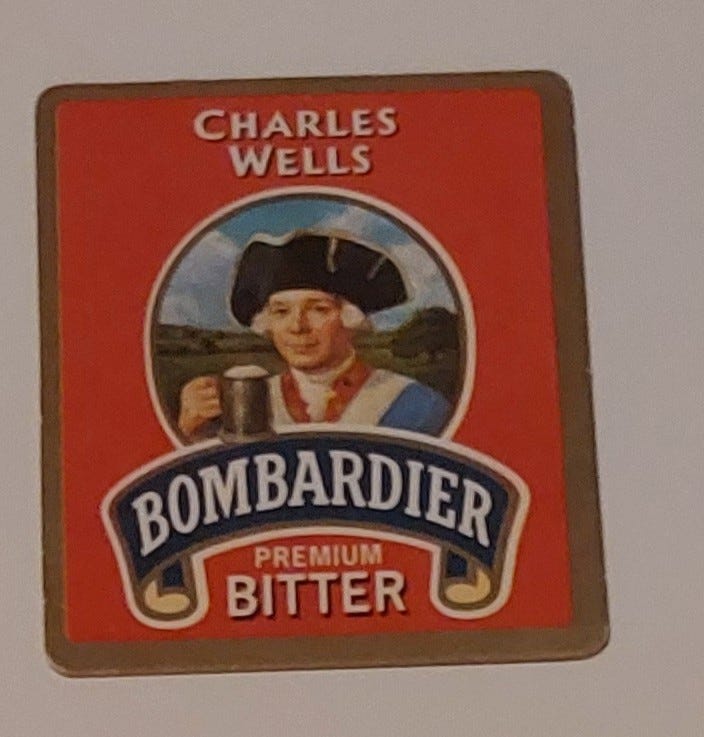 CHARLES
WELLS
BOMBARDIER
PREMIUM
BITTER